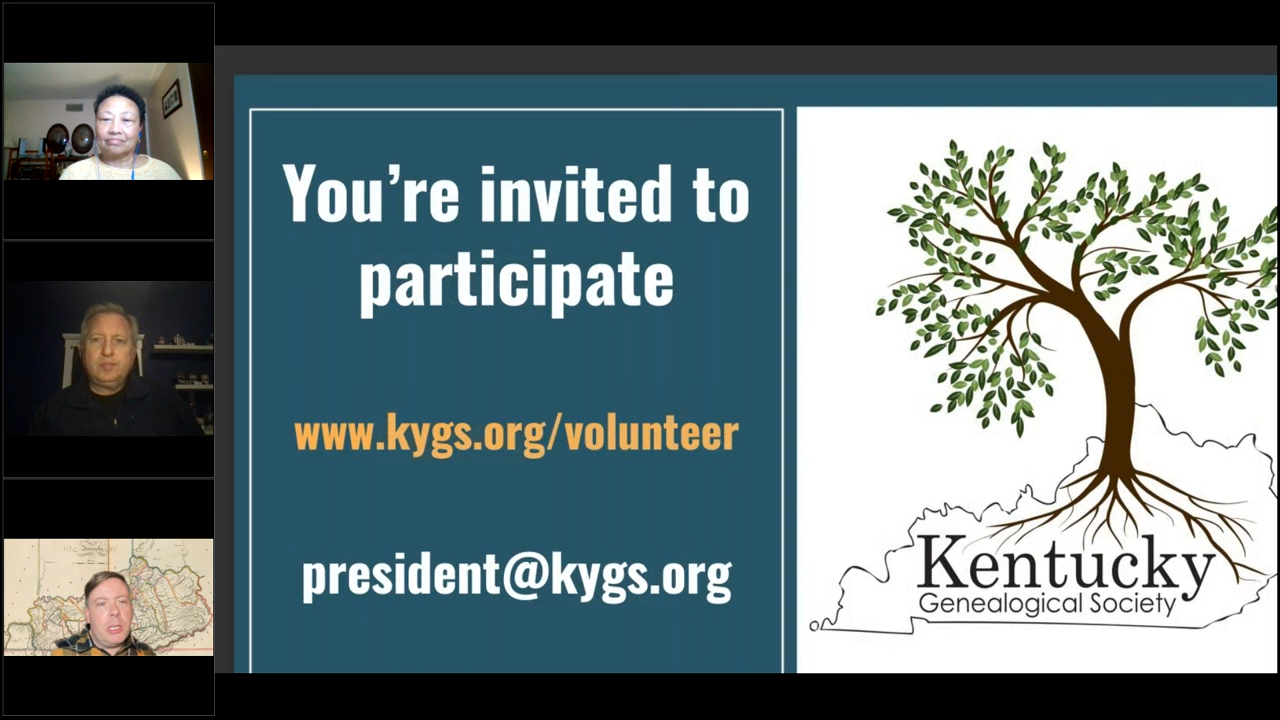 You're invited to
participate
www.kygs.org/volunteer
president@kygs.org
Kentucky
Genealogical Society